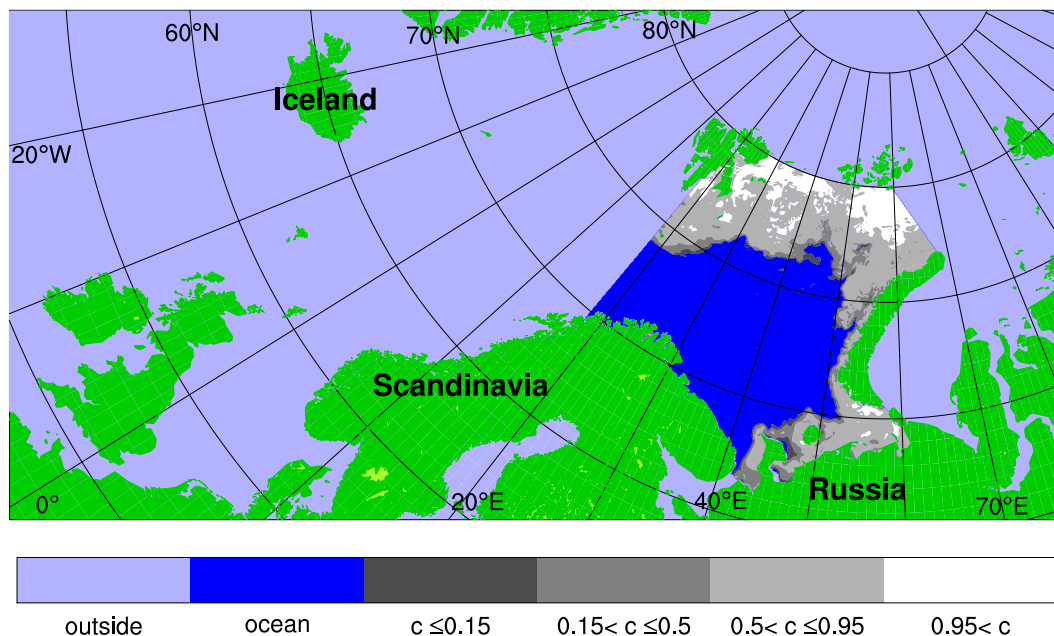 60°N
70°N
80°N
Iceland
20°W
Scandinavia
Russia
0°
20°E
40°E
70°E
outside
ocean
c ≤0.15
0.15< c ≤0.5
0.5< c ≤0.95
0.95< c